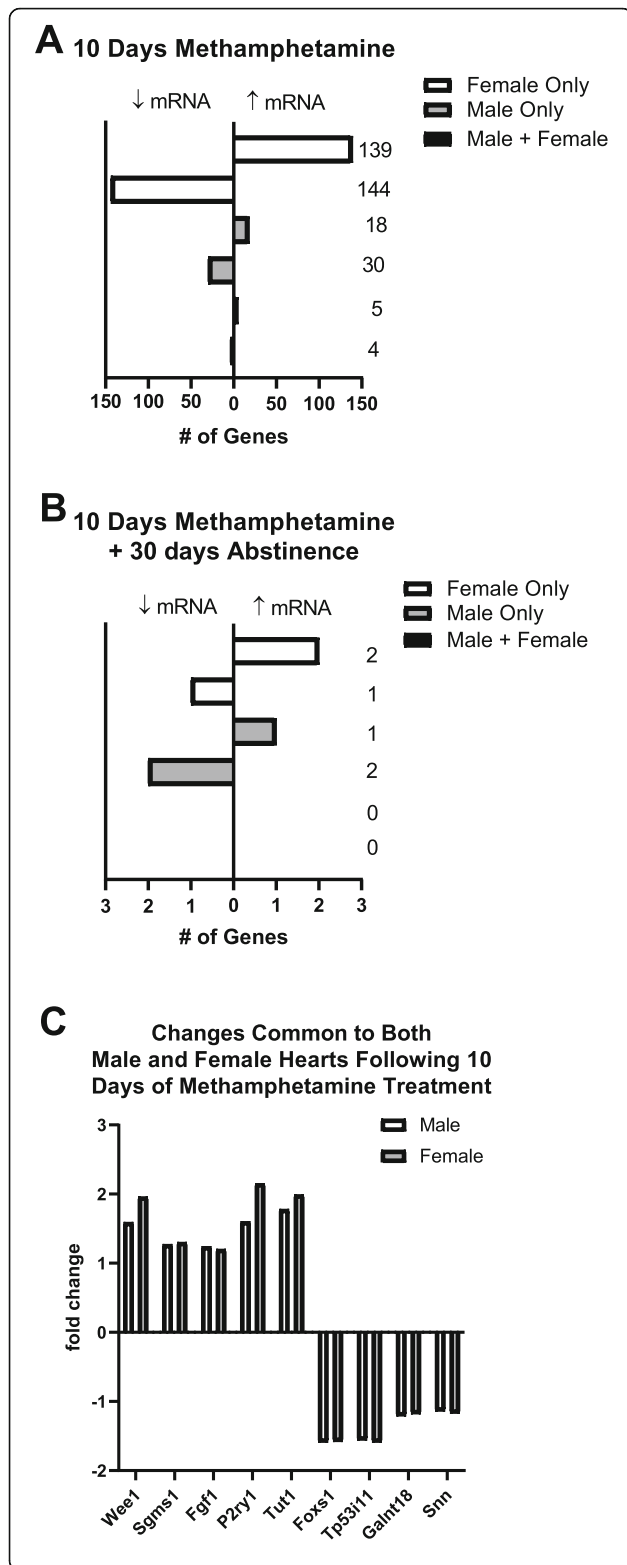 A 10 Days Methamphetamine
↓ mRNA ↑ mRNA
Female Only
Male Only
Male + Female
139
144
18
30
5
4
150 100 50 0 50 100 150
# of Genes
B 10 Days Methamphetamine
+ 30 days Abstinence
↓ mRNA ↑ mRNA
Female Only
Male Only
Male + Female
2
1
1
2
0
0
3 2 1 0 1 2 3
# of Genes
C Changes Common to Both
Male and Female Hearts Following 10
Days of Methamphetamine Treatment
Male
Female
fold change
3
2
1
0
-1
-2
Wee1 Sgms1 Fgf1 P2ry1 Tut1 Foxs1 Tp53i11 Galnt18 Snn